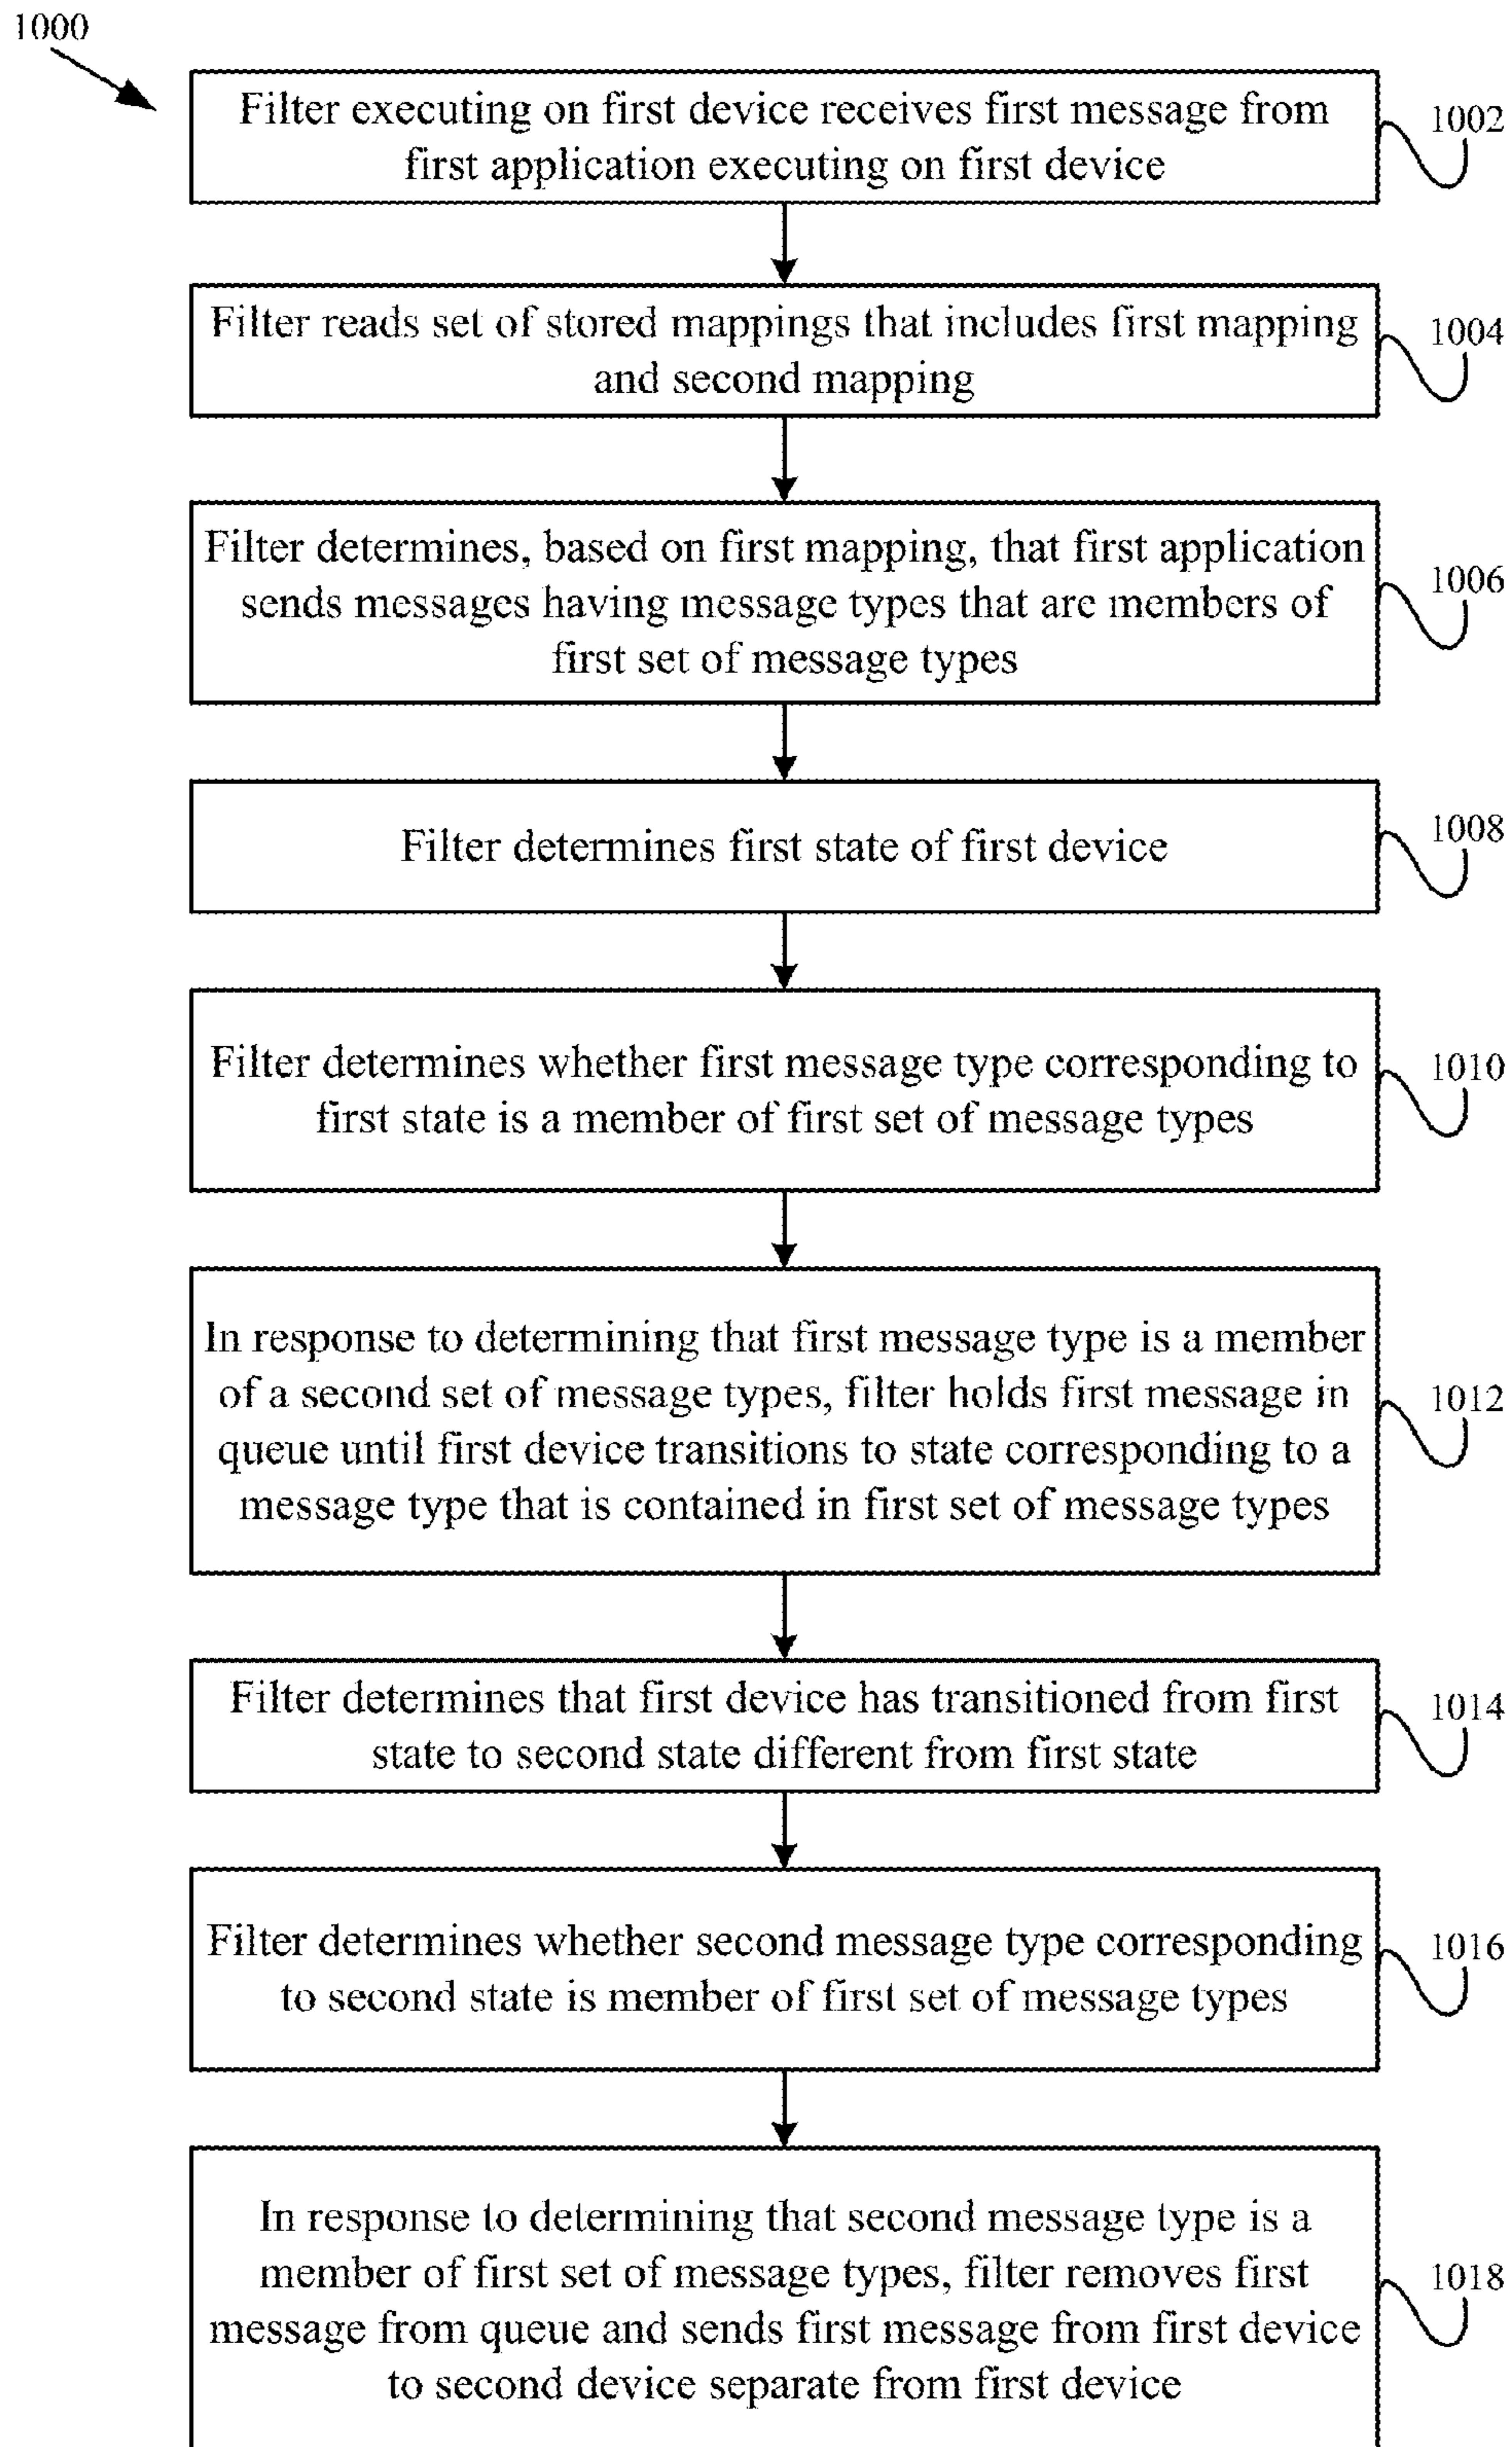 1000
Filter executing on first device receives first message from
first application executing on first device
1002
Filter reads set of stored mappings that includes first mapping
and second mapping
1004
Filter determines, based on first mapping, that first application
sends messages having message types that are members of
first set of message types
1006
Filter determines first state of first device
1008
Filter determines whether first message type corresponding to
first state is a member of first set of message types
1010
In response to determining that first message type is a member
of a second set of message types, filter holds first message in
queue until first device transitions to state corresponding to a
message type that is contained in first set of message types
1012
Filter determines that first device has transitioned from first
state to second state different from first state
1014
Filter determines whether second message type corresponding
to second state is member of first set of message types
1016
In response to determining that second message type is a
member of first set of message types, filter removes first
message from queue and sends first message from first device
to second device separate from first device
1018